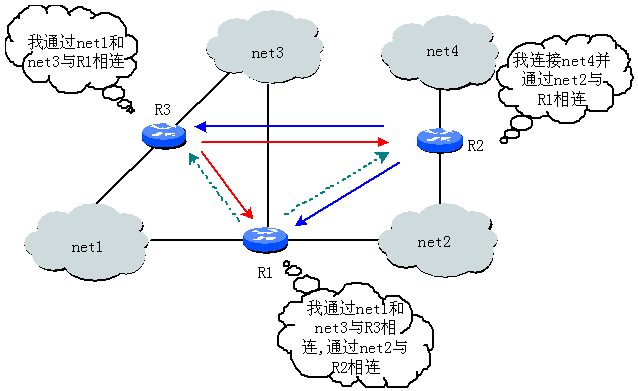 我通过net1和
net3与R1相连
net3
net4
我连接net4并
通过net2与
R1相连
R3
R2
net1
net2
R1
我通过net1和
net3与R3相
连,通过net2与
R2相连